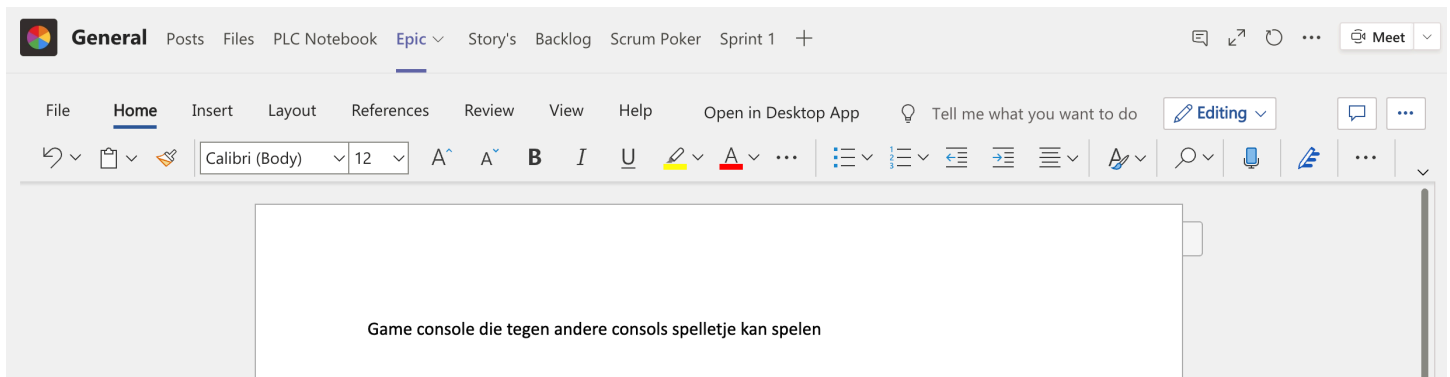 General Posts Files PLC Notebook Epic Story's Backlog Scrum Poker Sprint 1 Meet
File Home Insert Layout References Review View Help Open in Desktop App Tell me what you want to do Editing
Calibri (Body) 12 A A B I U A
Game console die tegen andere consols spelletje kan spelen